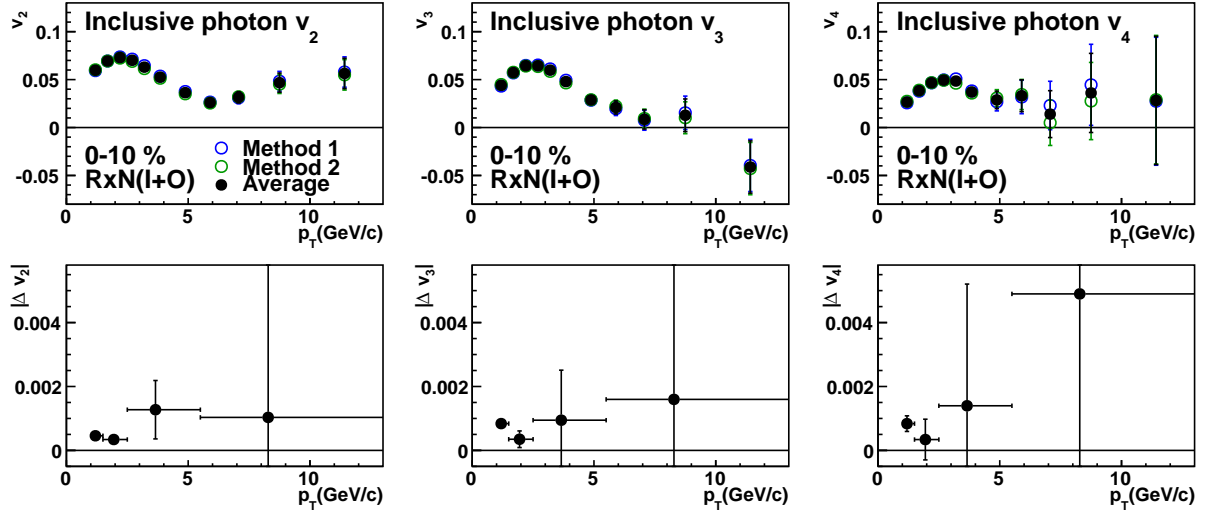 v2
Inclusive photon v2
0.1
0.05
0
-0.05
0-10 %
RxN(I+O)
Method 1
Method 2
Average
0 5 10
pT(GeV/c)
v3
Inclusive photon v3
0.1
0.05
0
-0.05
0-10 %
RxN(I+O)
0 5 10
pT(GeV/c)
v4
Inclusive photon v4
0.1
0.05
0
-0.05
0-10 %
RxN(I+O)
0 5 10
pT(GeV/c)
|Δ v2|
0.004
0.002
0
0 5 10
pT(GeV/c)
|Δ v3|
0.004
0.002
0
0 5 10
pT(GeV/c)
|Δ v4|
0.004
0.002
0
0 5 10
pT(GeV/c)